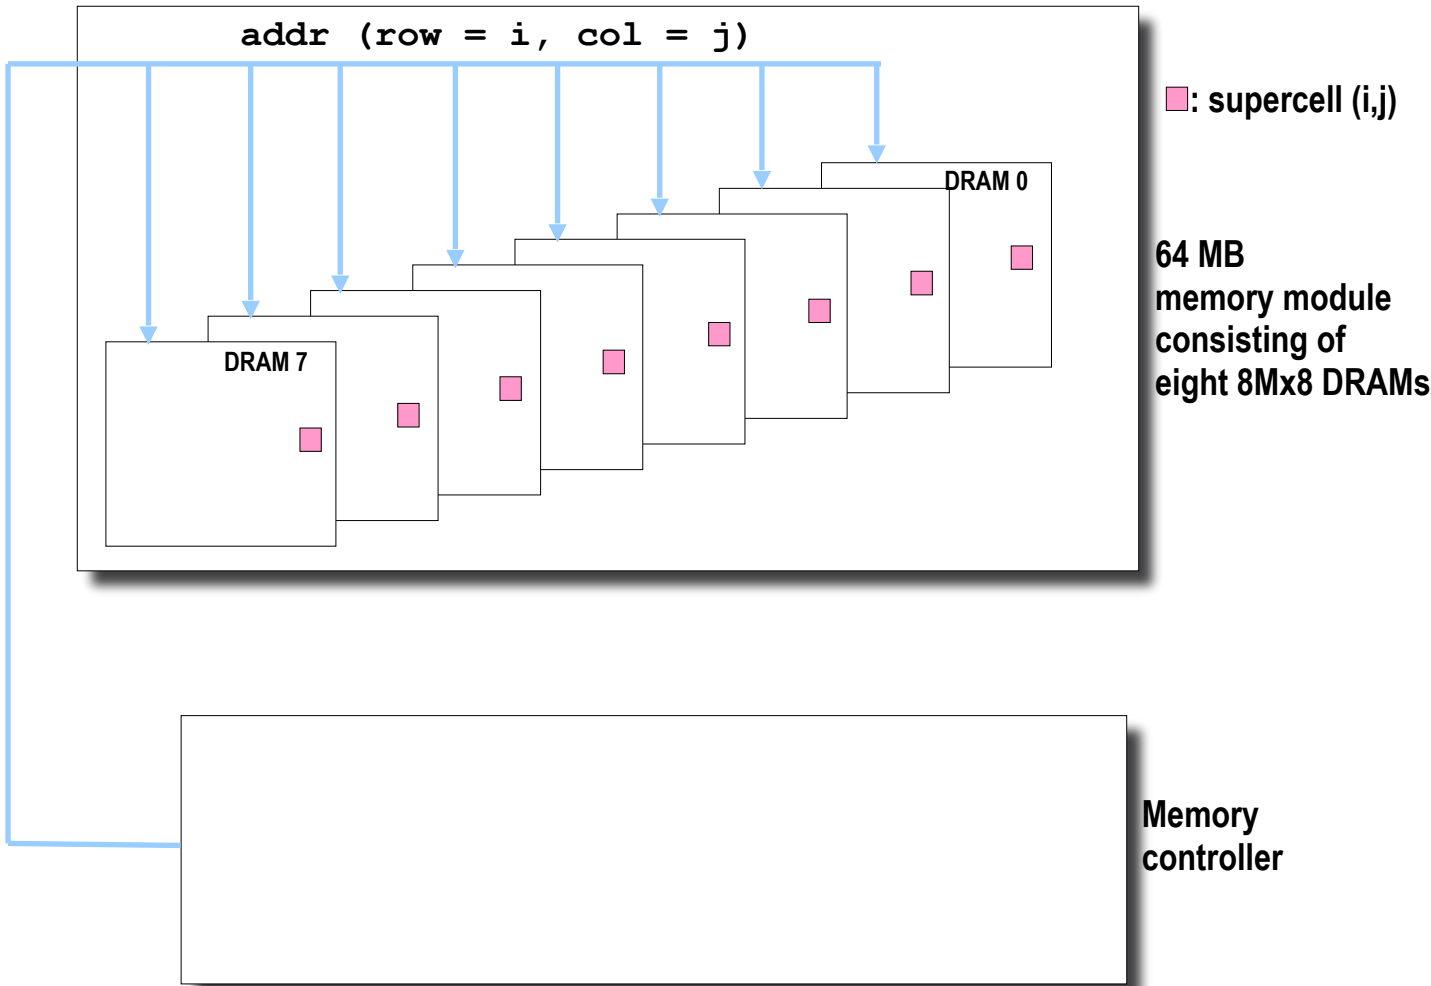 addr (row = i, col = j)
: supercell (i,j)
DRAM 0
64 MB
memory module
consisting of
eight 8Mx8 DRAMs
DRAM 7
Memory
controller